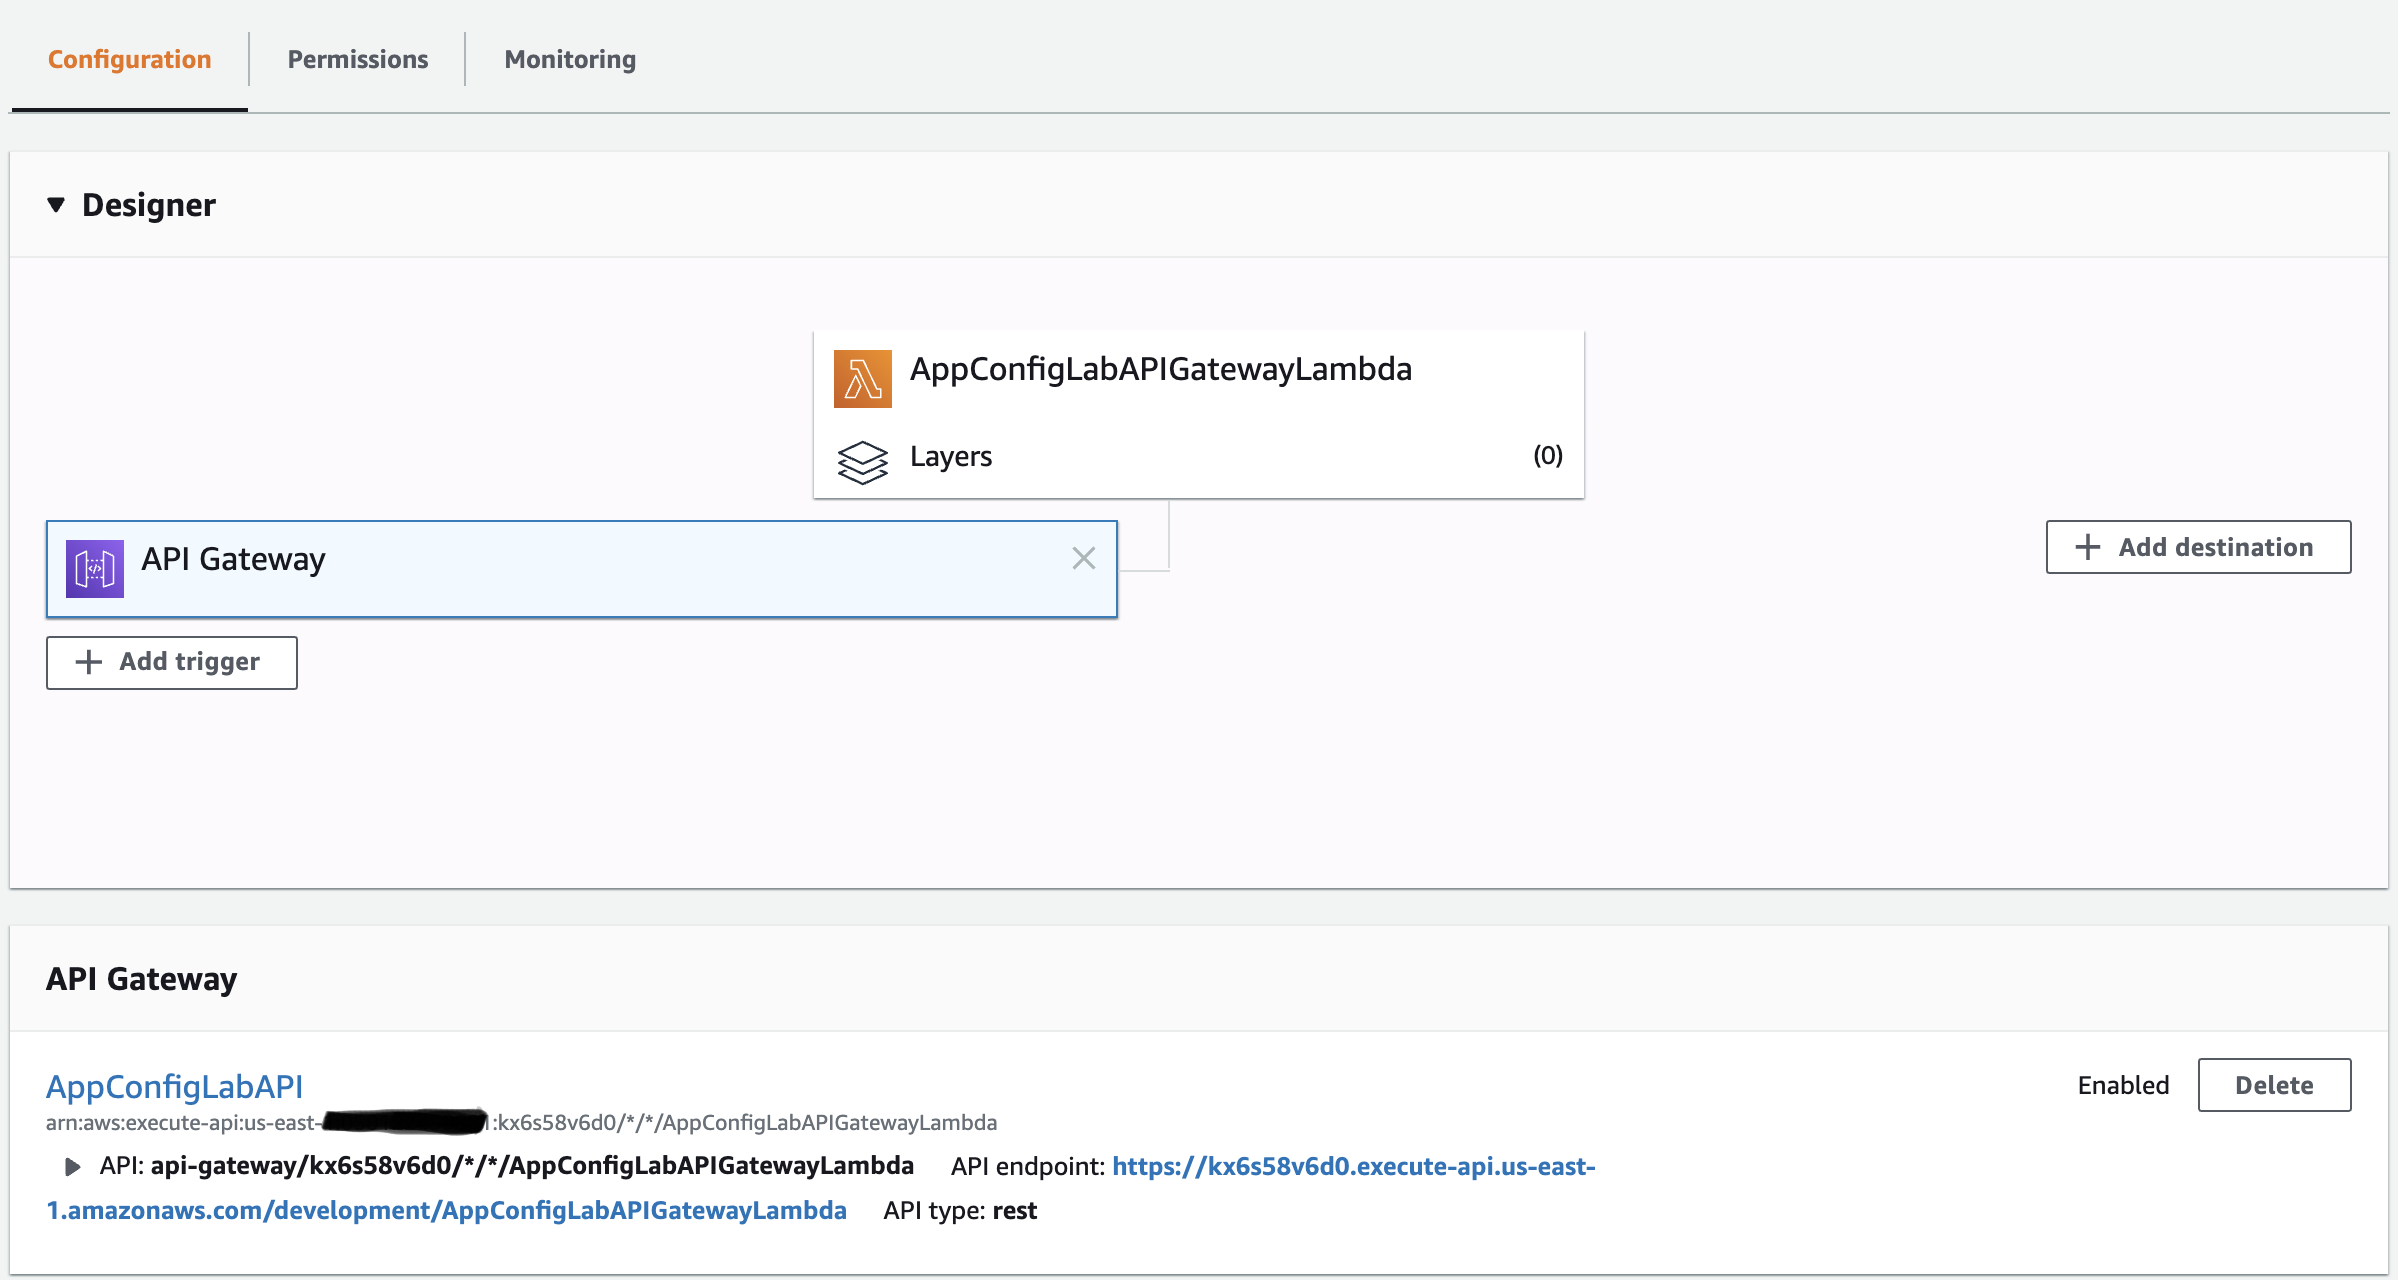 Configuration
Permissions
Monitoring
Designer
AppConfigLabAPIGatewayLambda
Layers
(0)
API Gateway
Add destination
Add trigger
API Gateway
AppConfigLabAPI
Enabled
Delete
arn:aws:execute-api:us-east- :kx6s58v6d0/*/*/AppConfigLabAPIGatewayLambda
API: api-gateway/kx6s58v6d0/*/*/AppConfigLabAPIGatewayLambda API endpoint: https://kx6s58v6d0.execute-api.us-east-
1.amazonaws.com/development/AppConfigLabAPIGatewayLambda API type: rest